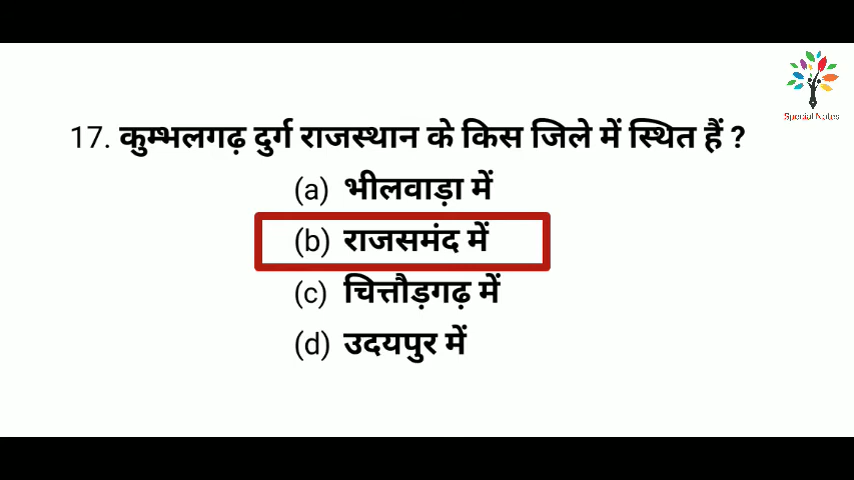 Special Notes
17. कुम्भलगढ़ दुर्ग राजस्थान के किस जिले में स्थित हैं ?
(a) भीलवाड़ा में
(b) राजसमंद में
(c) चित्तौड़गढ़ में
(d) उदयपुर में